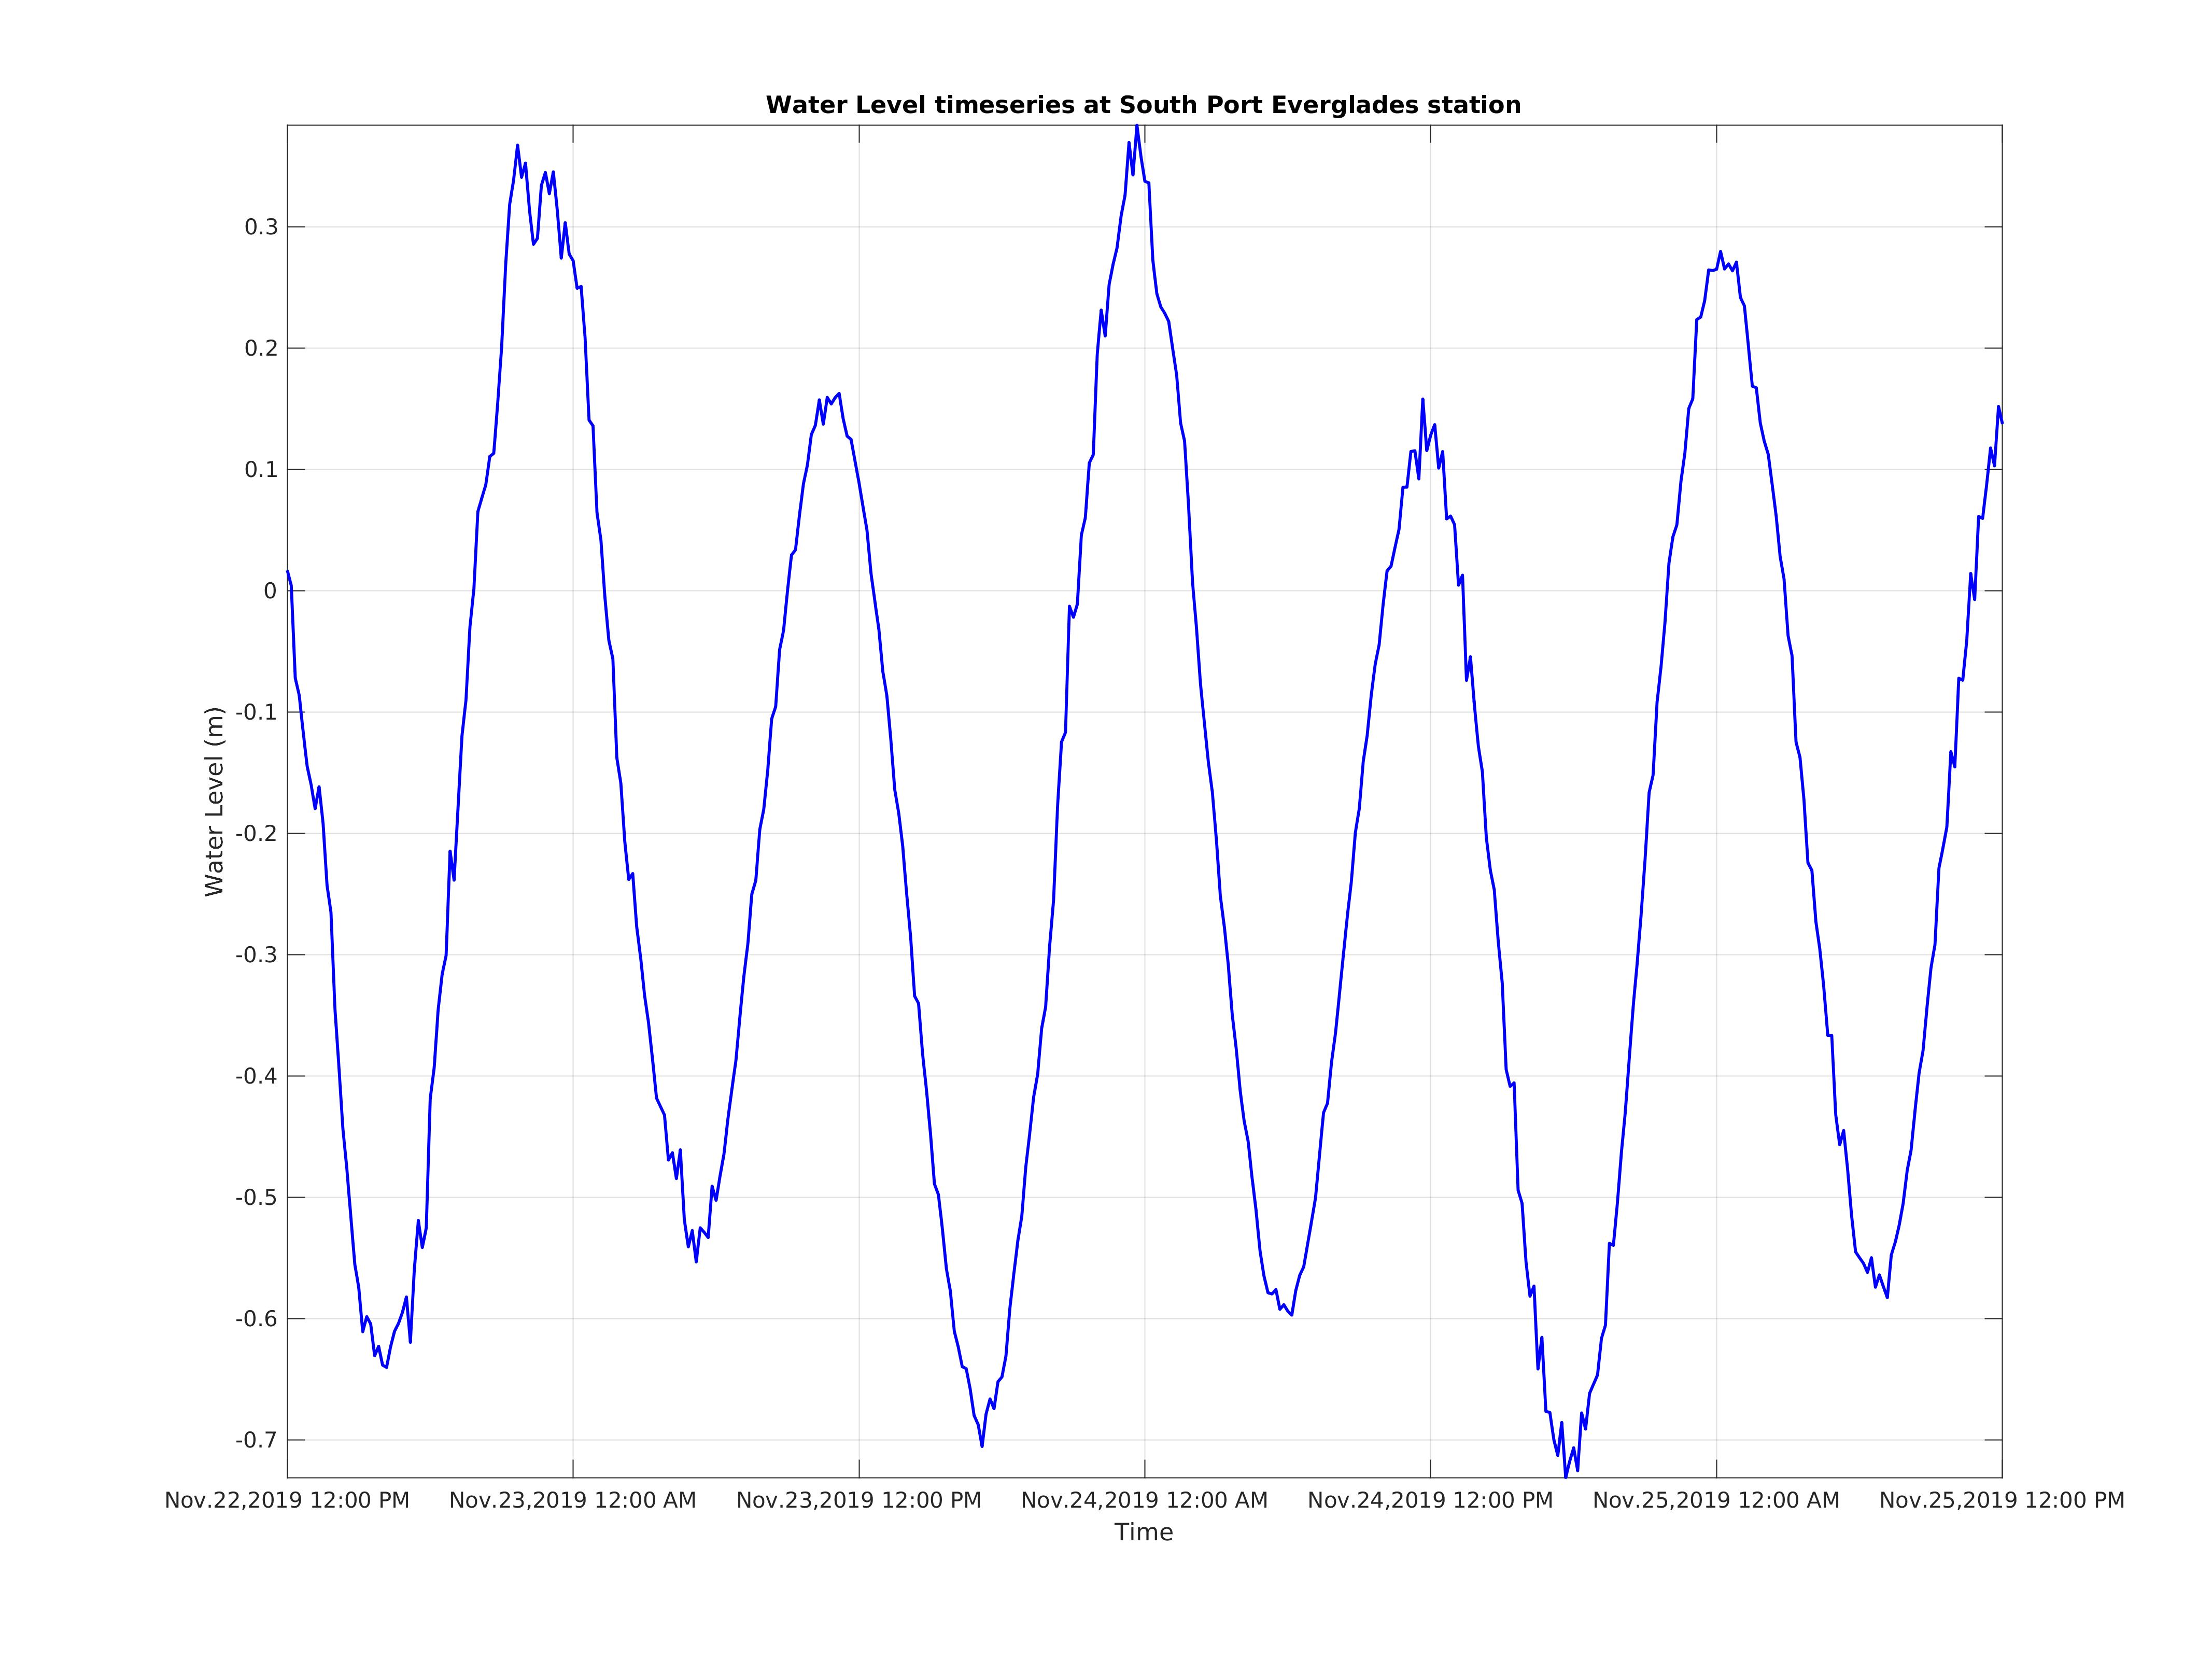 Water Level timeseries at South Port Everglades station
0.3
0.2
0.1
0
-0.1
-0.2
-0.3
-0.4
-0.5
-0.6
-0.7
Water Level (m)
Nov.22,2019 12:00 PM
Nov.23,2019 12:00 AM
Nov.23,2019 12:00 PM
Nov.24,2019 12:00 AM
Nov.24,2019 12:00 PM
Nov.25,2019 12:00 AM
Nov.25,2019 12:00 PM
Time